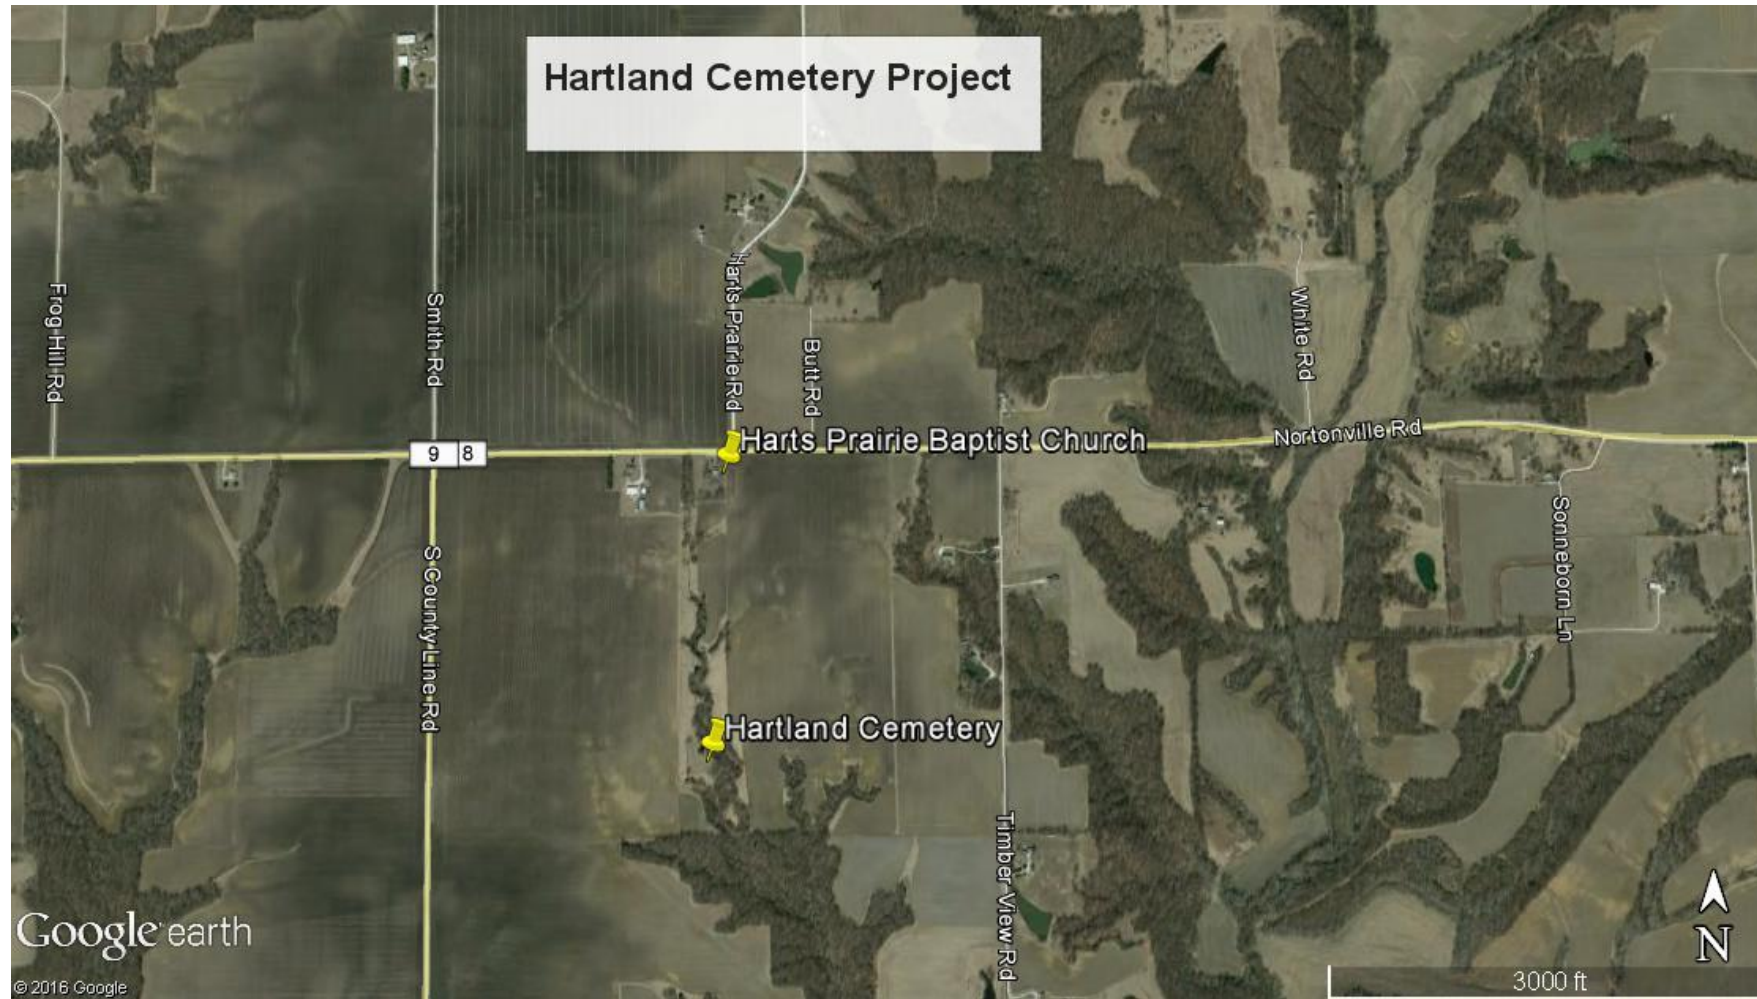 Hartland Cemetery Project
Frog Hill Rd
Smith Rd
Harts Prairie Rd
Butt Rd
White Rd
9 8
Harts Prairie Baptist Church
Nortonville Rd
S County Line Rd
Sonneborn Ln
Hartland Cemetery
Timber View Rd
Google earth
N
© 2016 Google
3000 ft